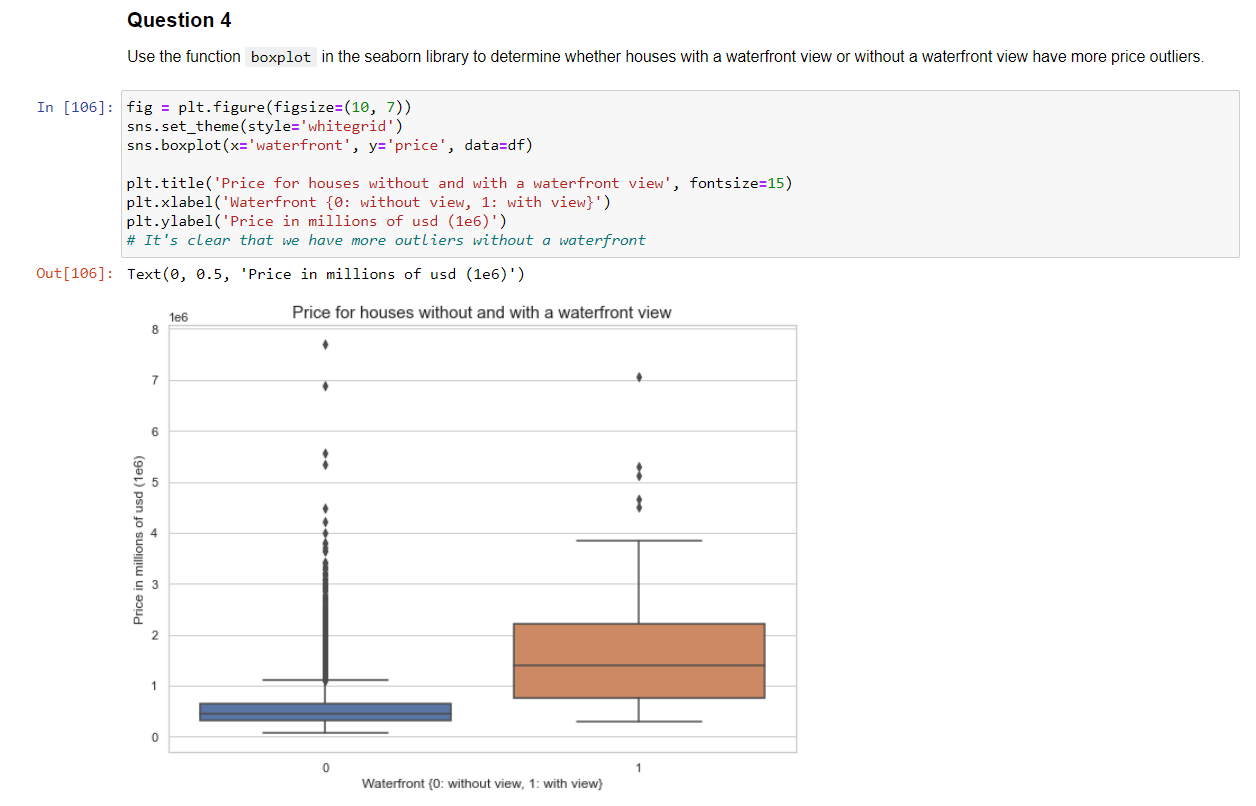 Question 4
Use the function boxplot in the seaborn library to determine whether houses with a waterfront view or without a waterfront view have more price outliers.
In [106]:
fig = plt.figure(figsize=(10, 7))
sns.set_theme(style='whitegrid')
sns.boxplot(x='waterfront', y='price', data=df)
plt.title('Price for houses without and with a waterfront view', fontsize=15)
plt.xlabel('Waterfront {0: without view, 1: with view}')
plt.ylabel('Price in millions of usd (1e6)')
# It's clear that we have more outliers without a waterfront
Out[106]: Text(0, 0.5, 'Price in millions of usd (1e6)')
Price for houses without and with a waterfront view
1e6
8
7
6
5
4
3
2
1
0
Price in millions of usd (1e6)
0 1
Waterfront {0: without view, 1: with view}